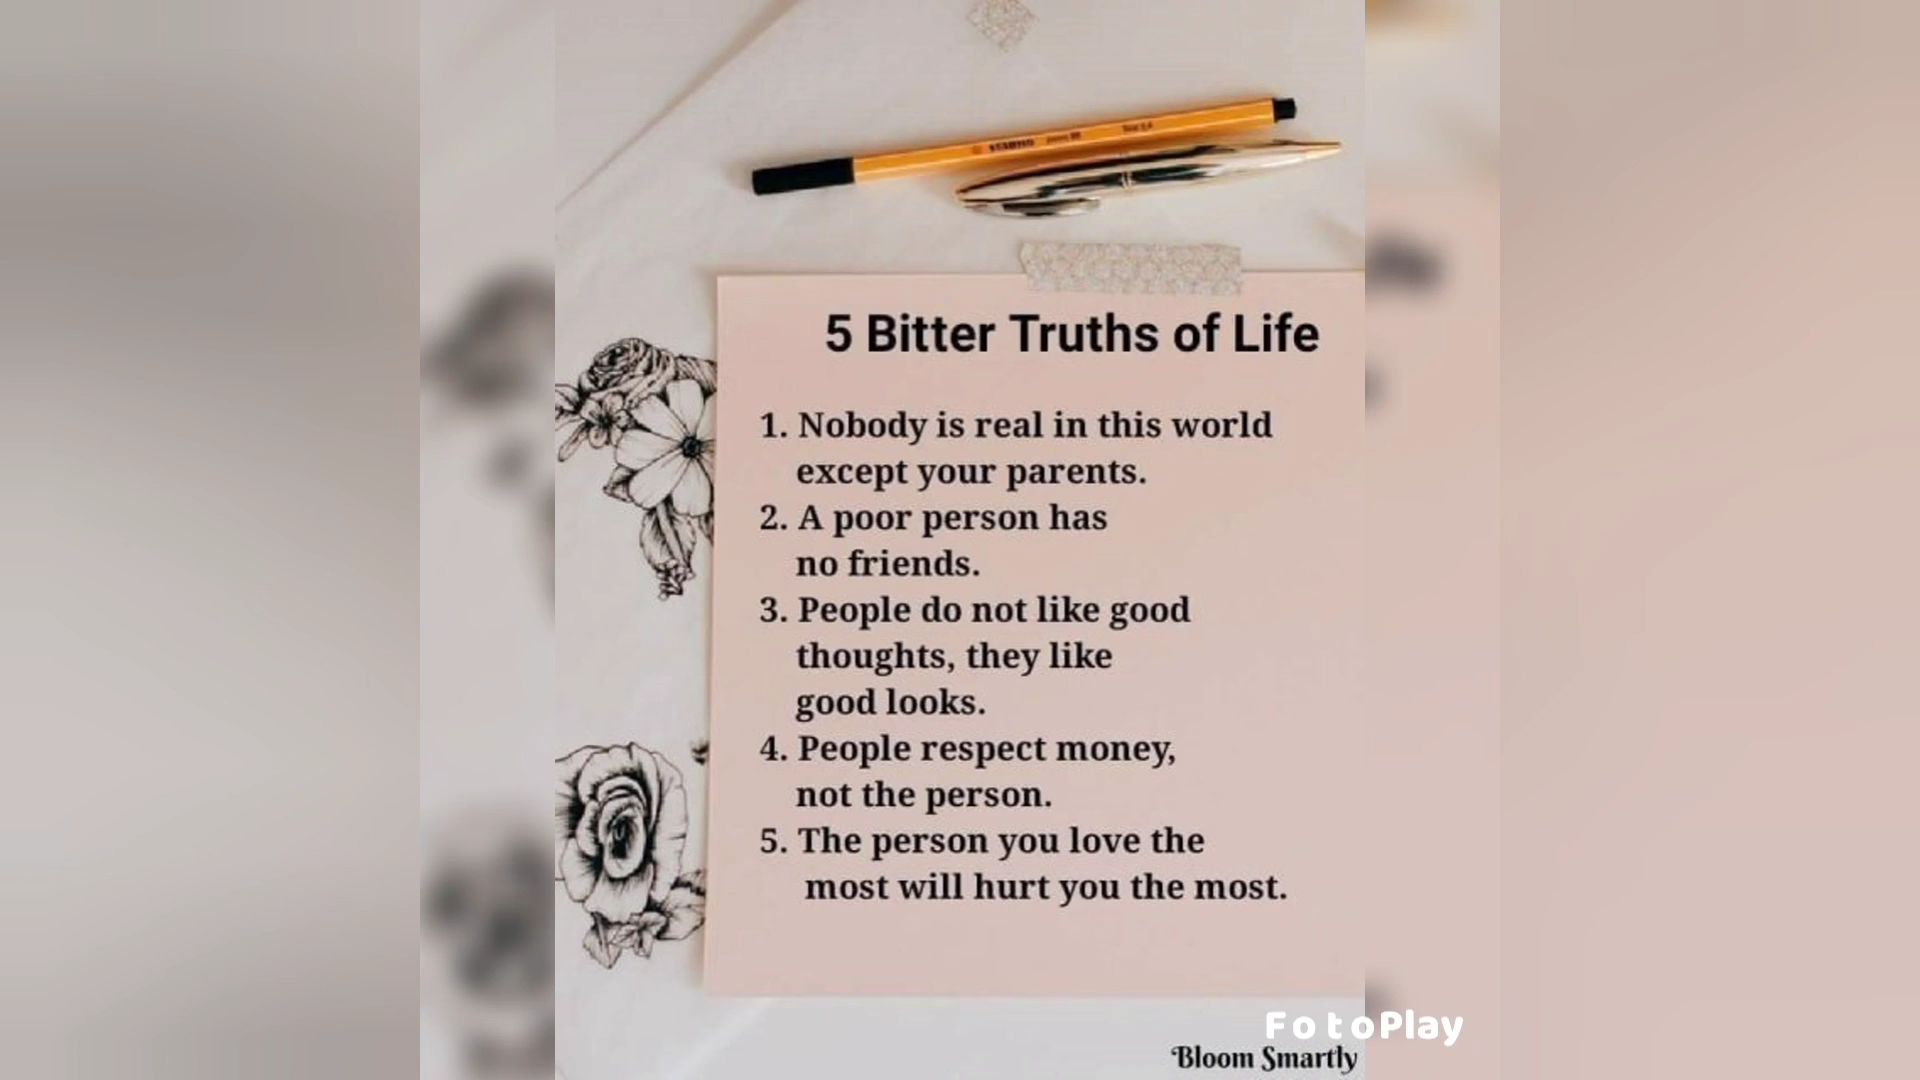 STABILO
5 Bitter Truths of Life
1. Nobody is real in this world
except your parents.
2. A poor person has
no friends.
3. People do not like good
thoughts, they like
good looks.
4. People respect money,
not the person.
5. The person you love the
most will hurt you the most.
FotoPlay
Bloom Smartly